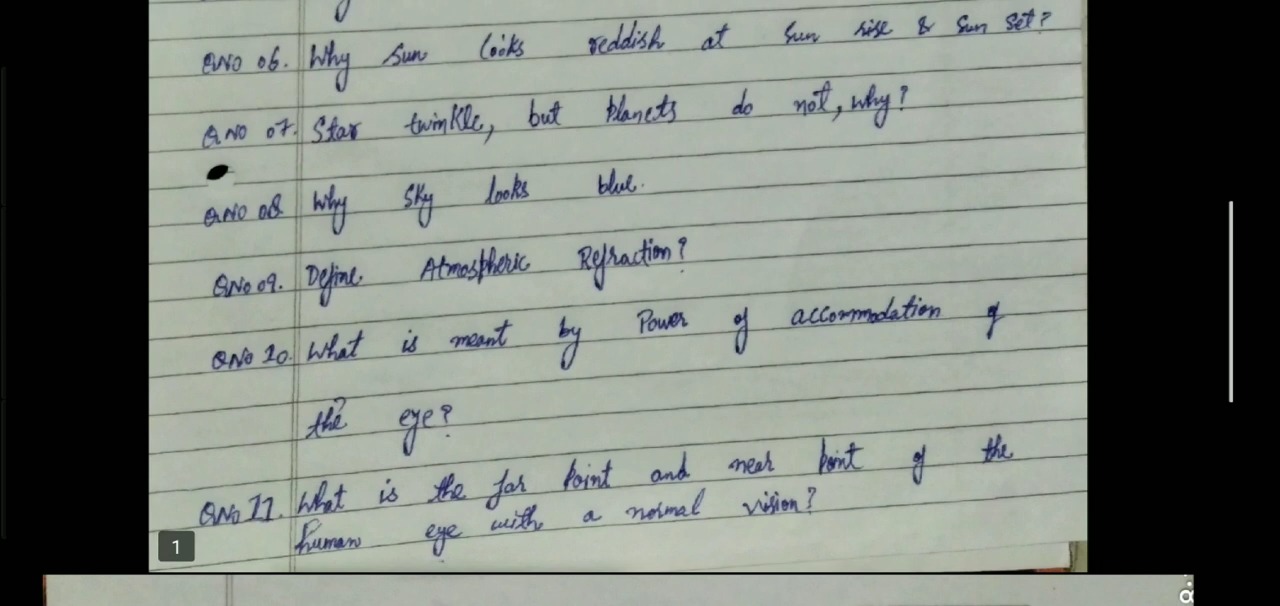 QNO 06. Why Sun looks reddish at Sun rise & Sun Set?
QNO 07. Star twinkle, but planets do not, why?
QNO 08 Why Sky looks blue.
QNO 09. Define Atmospheric Refraction?
QNO 10. What is meant by Power of accommodation of
the eye?
QNO 11. What is the far point and near point of the
human eye with a normal vision?
1